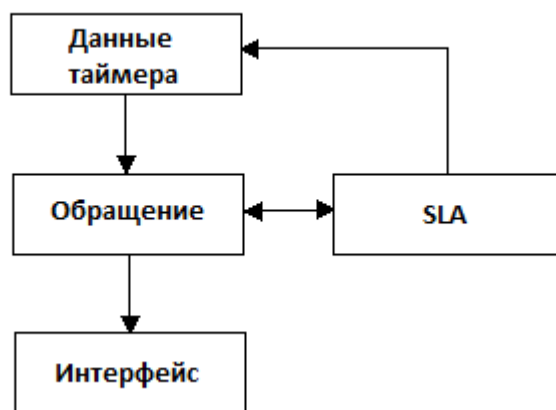 Данные
таймера
Обращение
SLA
Интерфейс